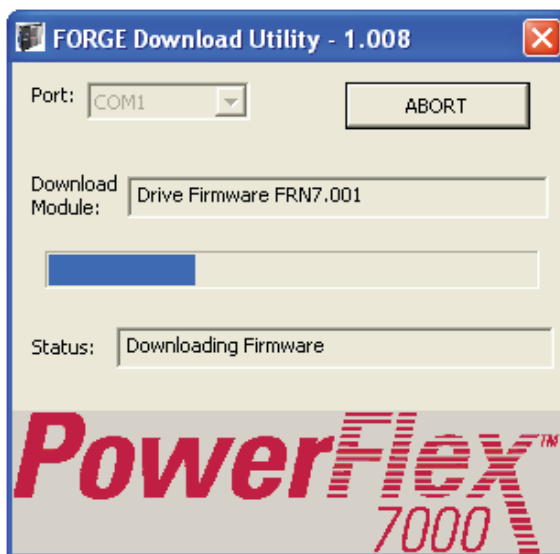 FORGE Download Utility - 1.008
Port: COM1 ABORT
Download
Module: Drive Firmware FRN7.001
Status: Downloading Firmware
PowerFlex™
7000